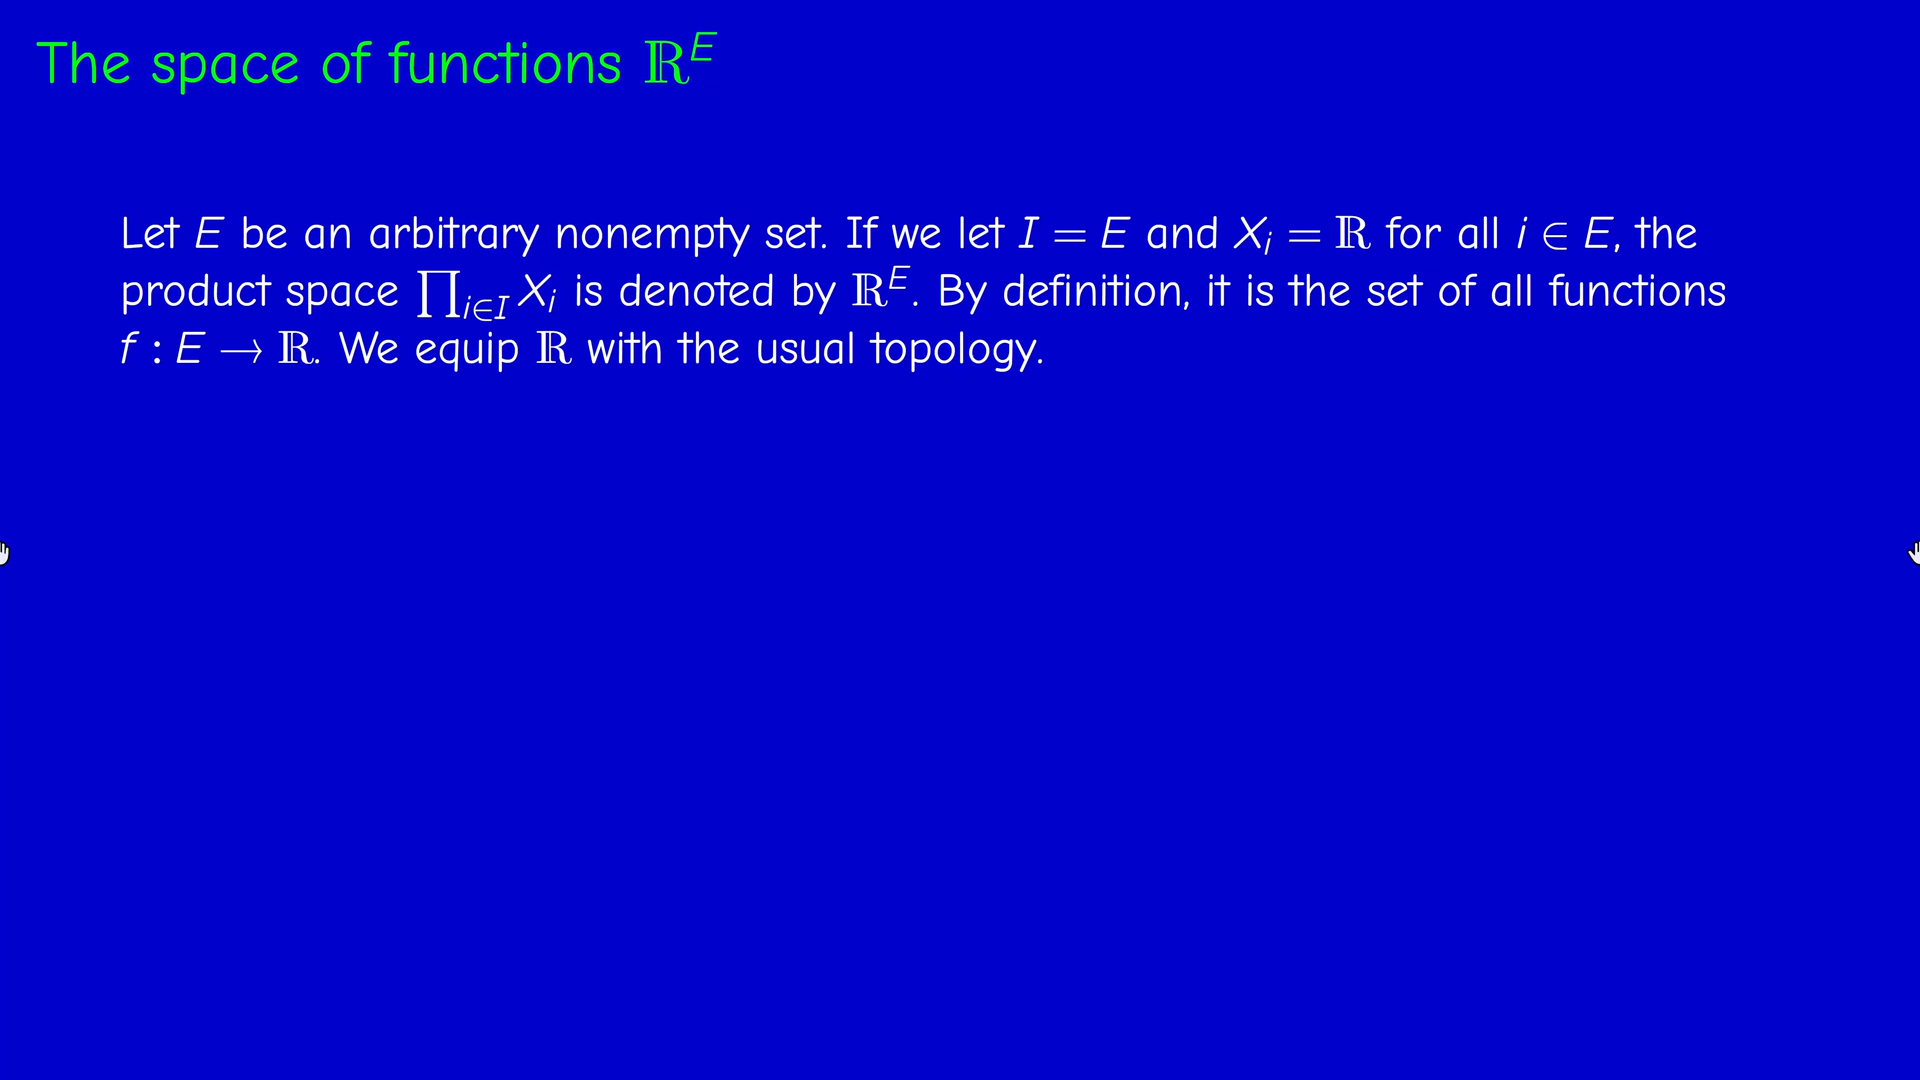 The space of functions ℝ^E
Let E be an arbitrary nonempty set. If we let I = E and X_i = ℝ for all i ∈ E, the
product space ∏_{i∈I} X_i is denoted by ℝ^E. By definition, it is the set of all functions
f : E → ℝ. We equip ℝ with the usual topology.